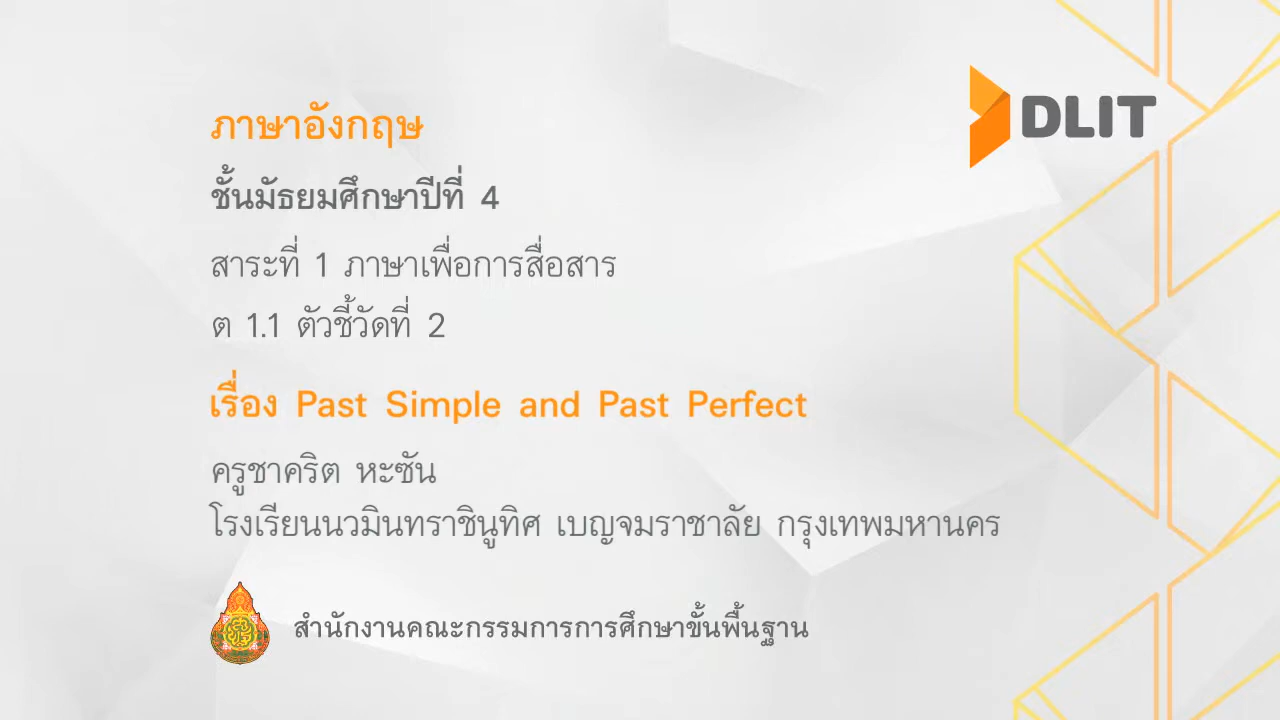 ภาษาอังกฤษ
DLIT
ชั้นมัธยมศึกษาปีที่ 4
สาระที่ 1 ภาษาเพื่อการสื่อสาร
ต 1.1 ตัวชี้วัดที่ 2
เรื่อง Past Simple and Past Perfect
ครูชาคริต หะซัน
โรงเรียนนวมินทราชินูทิศ เบญจมราชาลัย กรุงเทพมหานคร
สำนักงานคณะกรรมการการศึกษาขั้นพื้นฐาน